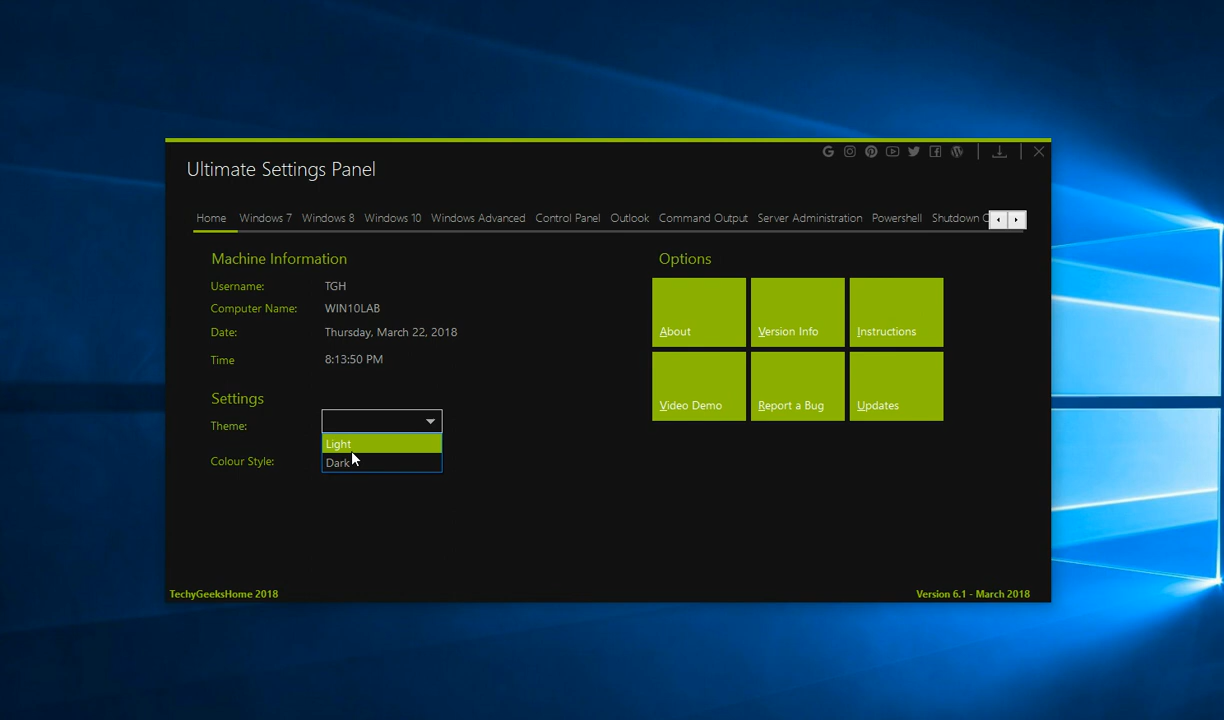 Ultimate Settings Panel
Home Windows 7 Windows 8 Windows 10 Windows Advanced Control Panel Outlook Command Output Server Administration Powershell Shutdown
Machine Information
Username: TGH
Computer Name: WIN10LAB
Date: Thursday, March 22, 2018
Time 8:13:50 PM
Settings
Theme:
Light
Dark
Colour Style:
Options
About Version Info Instructions
Video Demo Report a Bug Updates
TechyGeeksHome 2018 Version 6.1 - March 2018